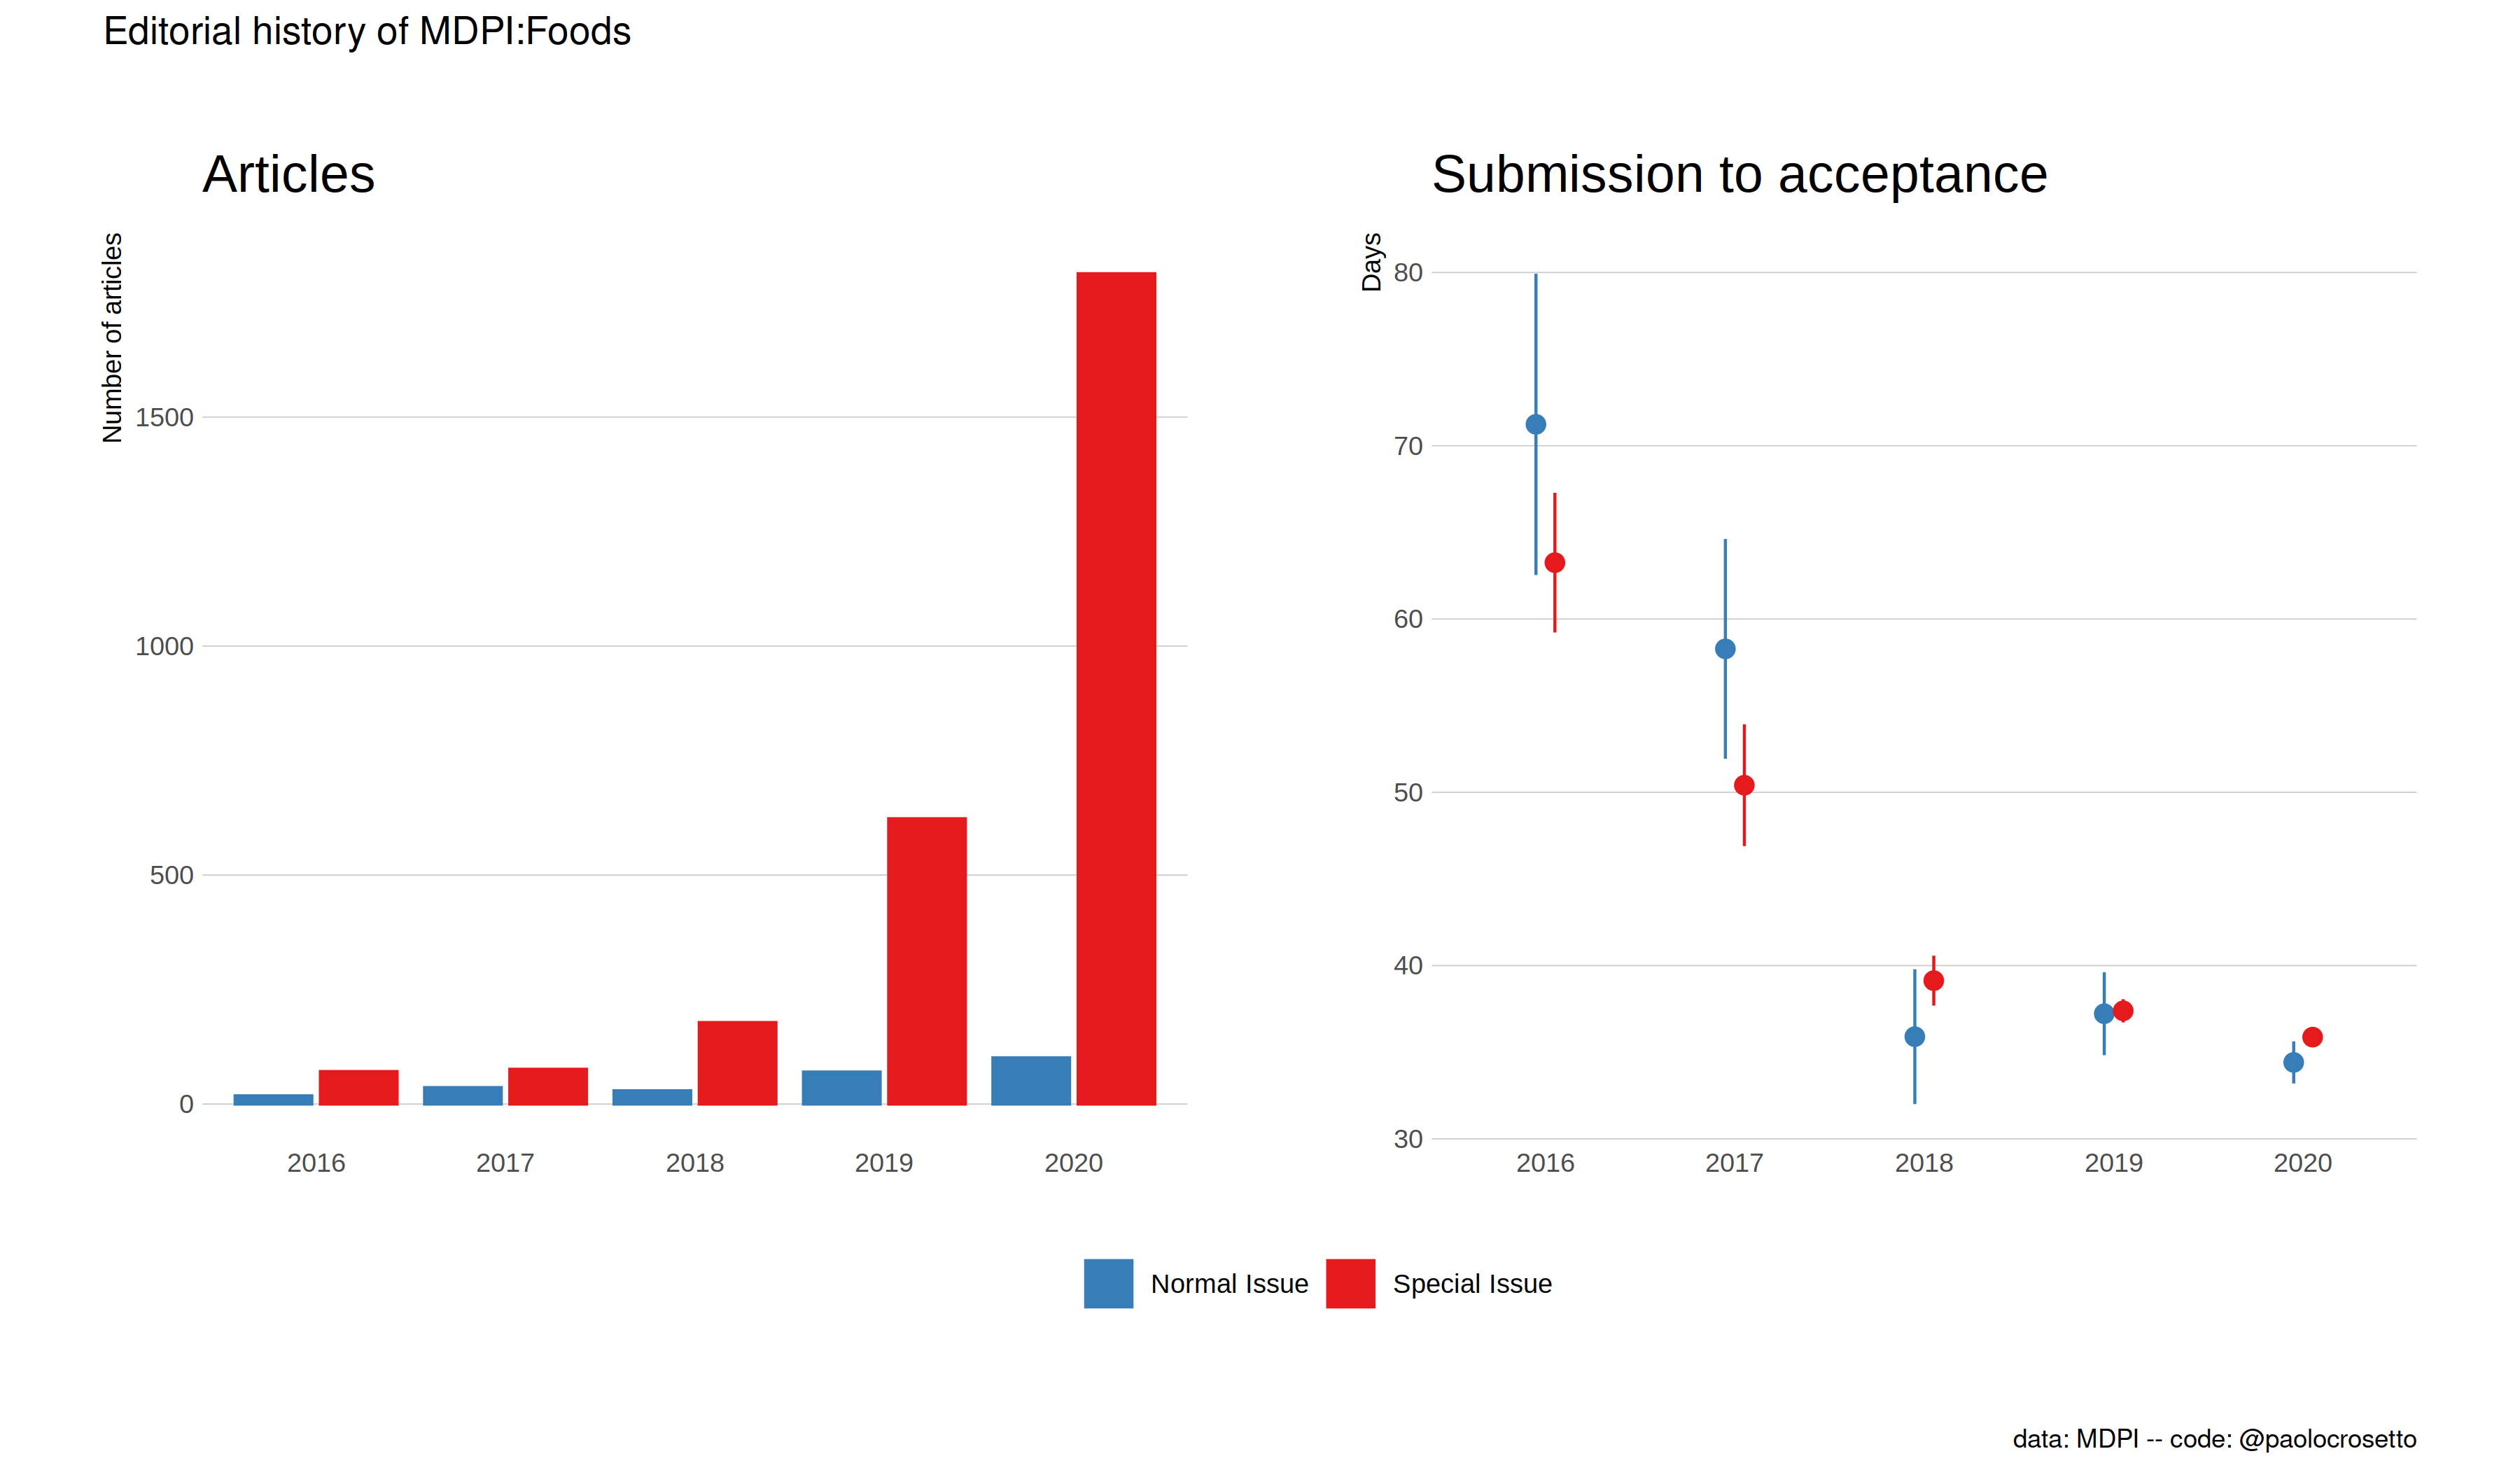 Editorial history of MDPI:Foods
Articles
Number of articles
1500
1000
500
0
2016 2017 2018 2019 2020
Submission to acceptance
Days
80
70
60
50
40
30
2016 2017 2018 2019 2020
Normal Issue Special Issue
data: MDPI -- code: @paolocrosetto